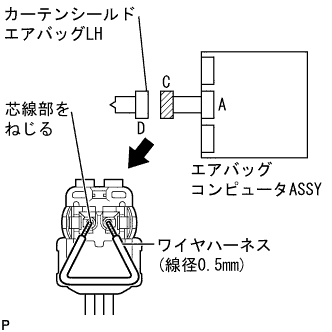 カーテンシールド
エアバッグLH
C
A
D
芯線部を
ねじる
エアバッグ
コンピュータASSY
ワイヤハーネス
(線径0.5mm)
P